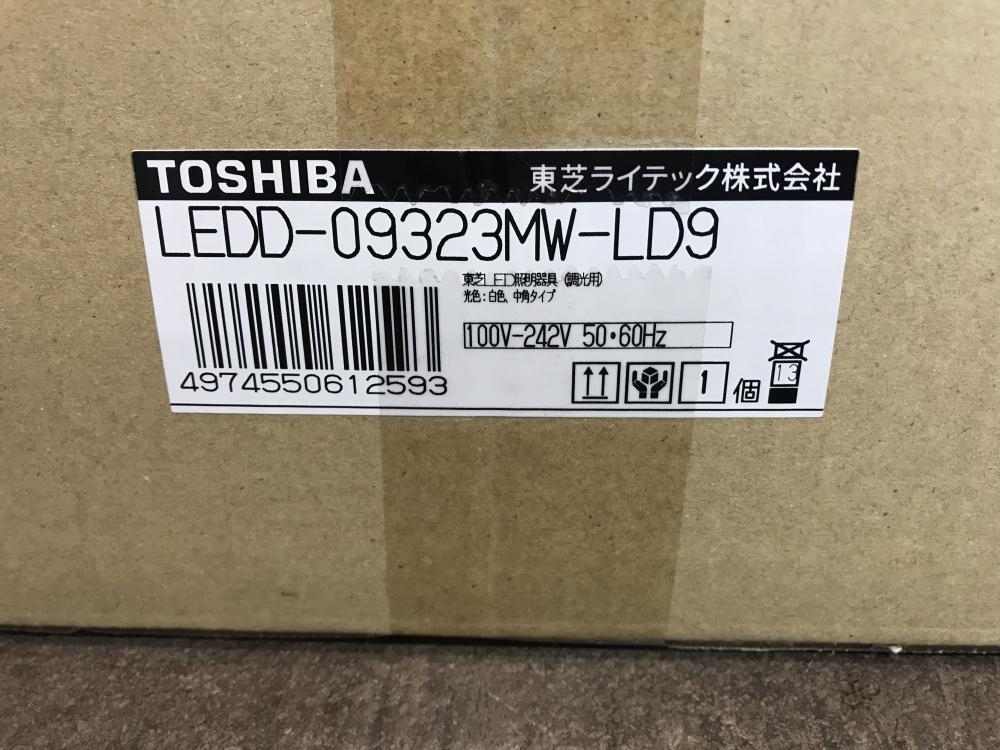 TOSHIBA 東芝ライテック株式会社
LEDD-09323MW-LD9
東芝LED照明器具 (調光用)
光色:白色、中角タイプ
100V-242V 50・60Hz
4974550612593
1 個
13